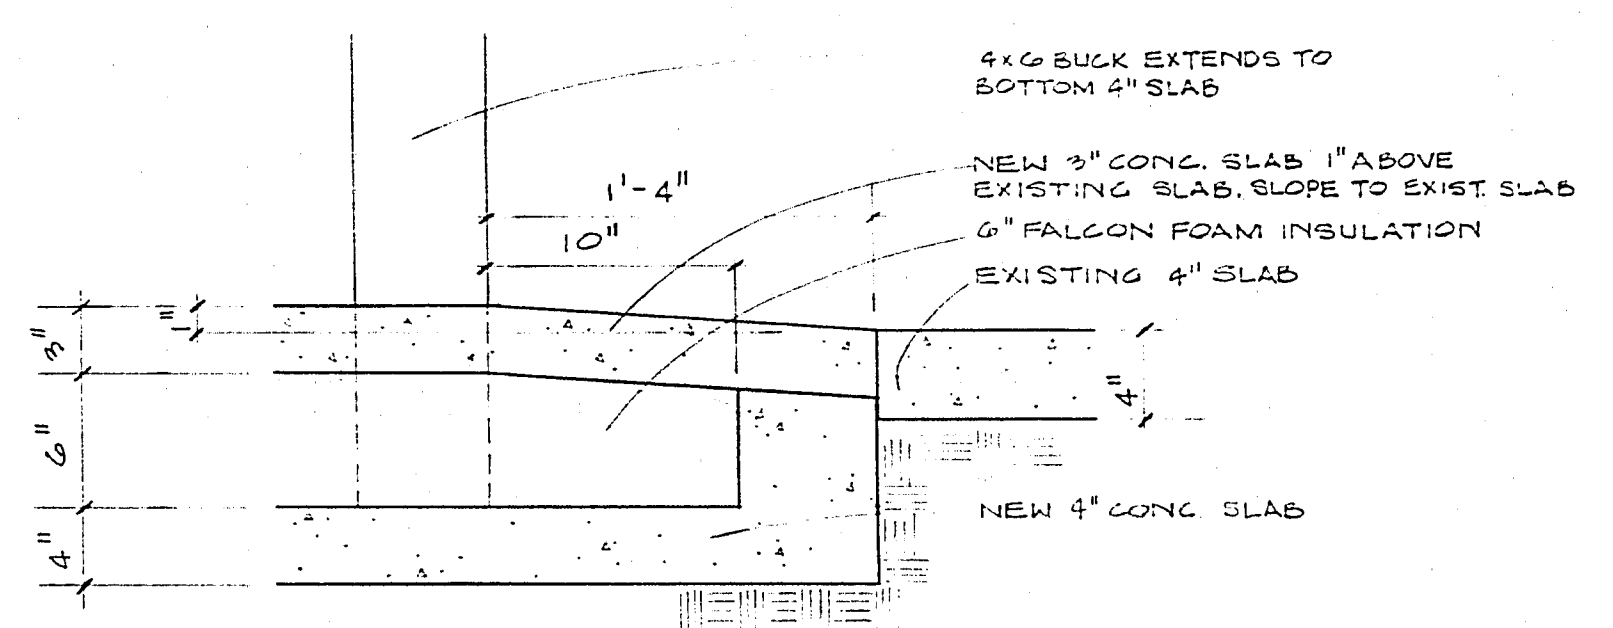 4x6 BUCK EXTENDS TO
BOTTOM 4" SLAB
NEW 3" CONC. SLAB 1" ABOVE
EXISTING SLAB. SLOPE TO EXIST. SLAB
6" FALCON FOAM INSULATION
EXISTING 4" SLAB
1'-4"
10"
1"
3"
4"
6"
NEW 4" CONC. SLAB
4"